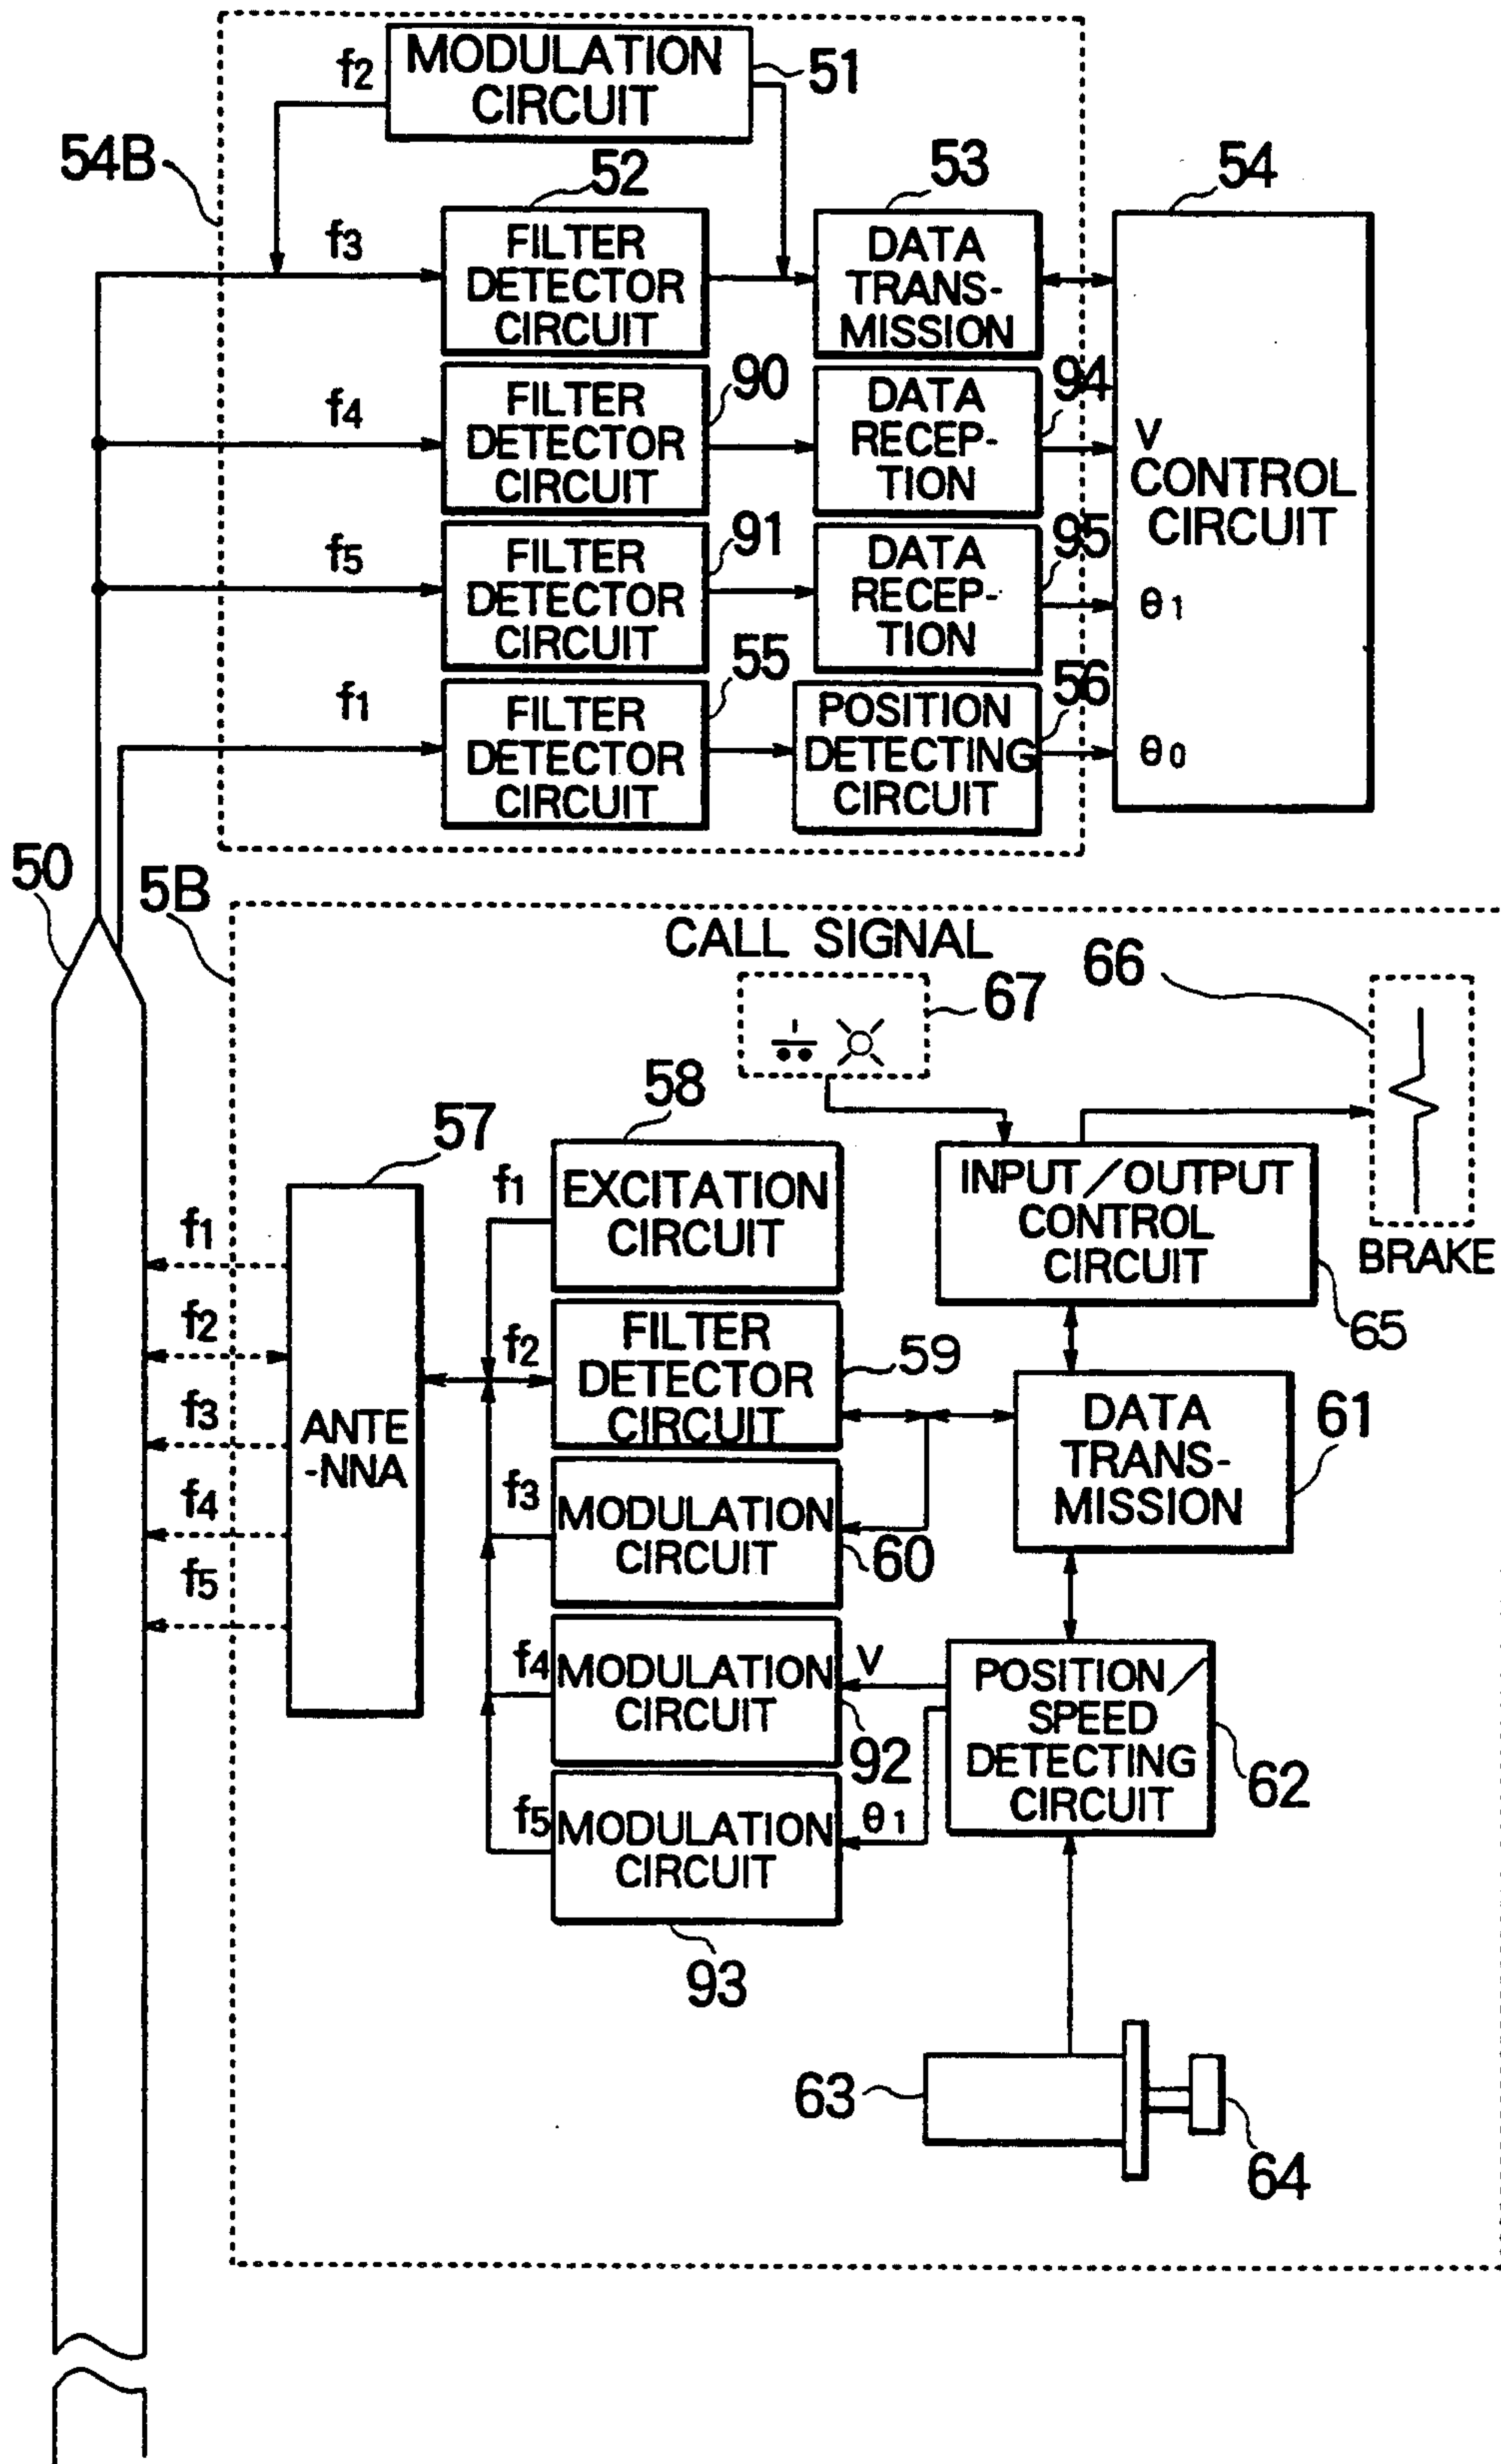 MODULATION
CIRCUIT
51
f2
54B
52
53
54
f3
FILTER
DETECTOR
CIRCUIT
DATA
TRANS-
MISSION
f4
FILTER
DETECTOR
CIRCUIT
90
DATA
RECEP-
TION
94
V
CONTROL
CIRCUIT
f5
FILTER
DETECTOR
CIRCUIT
91
DATA
RECEP-
TION
95
θ1
f1
FILTER
DETECTOR
CIRCUIT
55
POSITION
DETECTING
CIRCUIT
56
θ0
50
5B
CALL SIGNAL
67
66
BRAKE
57
58
f1
EXCITATION
CIRCUIT
INPUT/OUTPUT
CONTROL
CIRCUIT
65
f1
f2
f3
f4
f5
ANTE
-NNA
f2
FILTER
DETECTOR
CIRCUIT
59
DATA
TRANS-
MISSION
61
f3
MODULATION
CIRCUIT
60
f4
MODULATION
CIRCUIT
92
V
POSITION/
SPEED
DETECTING
CIRCUIT
62
f5
MODULATION
CIRCUIT
θ1
93
63
64